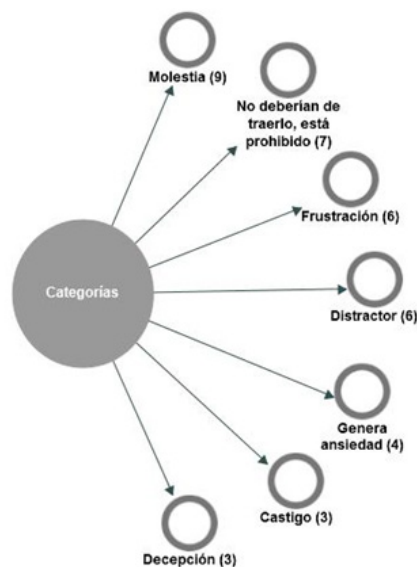 Molestia (9)
No deberían de
traerlo, está
prohibido (7)
Frustración (6)
Categorías
Distractor (6)
Genera
ansiedad (4)
Castigo (3)
Decepción (3)